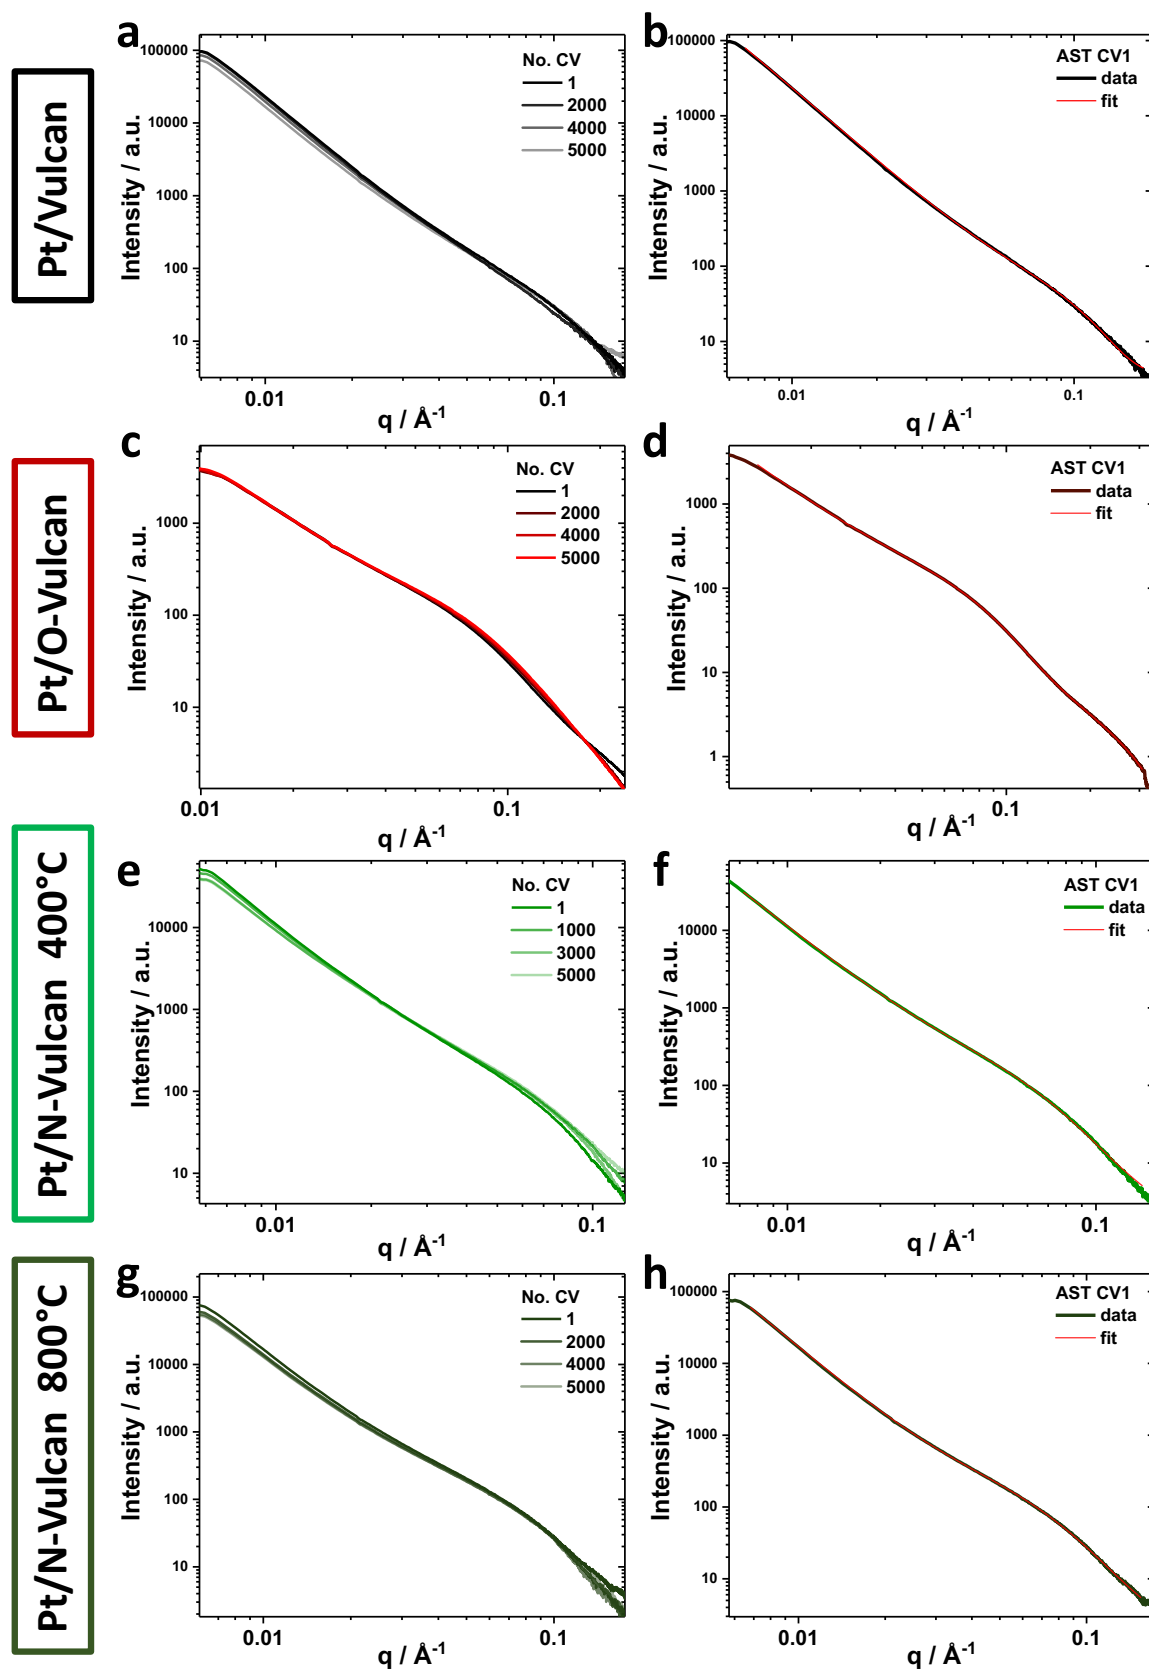 Pt/Vulcan
a
100000
10000
1000
100
10
Intensity / a.u.
No. CV
1
2000
4000
5000
0.01
0.1
q / Å-1
b
100000
10000
1000
100
10
Intensity / a.u.
AST CV1
data
fit
0.01
0.1
q / Å-1
Pt/O-Vulcan
c
1000
100
10
Intensity / a.u.
No. CV
1
2000
4000
5000
0.01
0.1
q / Å-1
d
1000
100
10
1
Intensity / a.u.
AST CV1
data
fit
0.1
q / Å-1
Pt/N-Vulcan 400°C
e
10000
1000
100
10
Intensity / a.u.
No. CV
1
1000
3000
5000
0.01
0.1
q / Å-1
f
10000
1000
100
10
Intensity / a.u.
AST CV1
data
fit
0.01
0.1
q / Å-1
Pt/N-Vulcan 800°C
g
100000
10000
1000
100
10
Intensity / a.u.
No. CV
1
2000
4000
5000
0.01
0.1
q / Å-1
h
100000
10000
1000
100
10
Intensity / a.u.
AST CV1
data
fit
0.01
0.1
q / Å-1